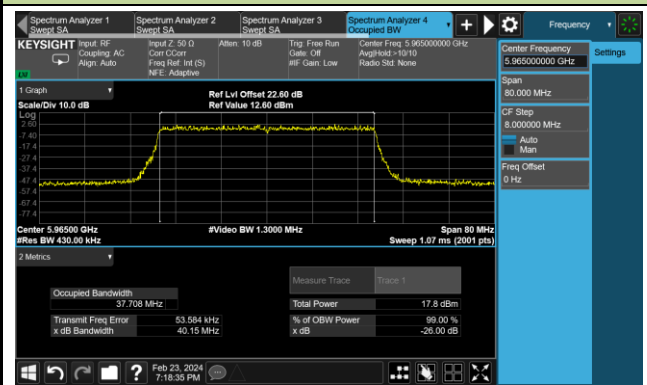 Spectrum Analyzer 1
Swept SA
Spectrum Analyzer 2
Swept SA
Spectrum Analyzer 3
Swept SA
Spectrum Analyzer 4
Occupied BW
Frequency
KEYSIGHT
Input: RF
Coupling: AC
Align: Auto
Input Z: 50 Ω
Corr CCorr
Freq Ref: Int (S)
NFE: Adaptive
Atten: 10 dB
Trig: Free Run
Gate: Off
#IF Gain: Low
Center Freq: 5.965000000 GHz
Avg|Hold:>10/10
Radio Std: None
Center Frequency
5.965000000 GHz
Settings
Span
80.000 MHz
CF Step
8.000000 MHz
Auto
Man
Freq Offset
0 Hz
1 Graph
Scale/Div 10.0 dB
Ref Lvl Offset 22.60 dB
Ref Value 12.60 dBm
Log
2.60
-7.40
-17.4
-27.4
-37.4
-47.4
-57.4
-67.4
-77.4
Center 5.96500 GHz
#Video BW 1.3000 MHz
Span 80 MHz
#Res BW 430.00 kHz
Sweep 1.07 ms (2001 pts)
2 Metrics
Measure Trace
Trace 1
Occupied Bandwidth
37.708 MHz
Total Power
17.8 dBm
Transmit Freq Error
53.584 kHz
% of OBW Power
99.00 %
x dB Bandwidth
40.15 MHz
x dB
-26.00 dB
Feb 23, 2024
7:18:35 PM